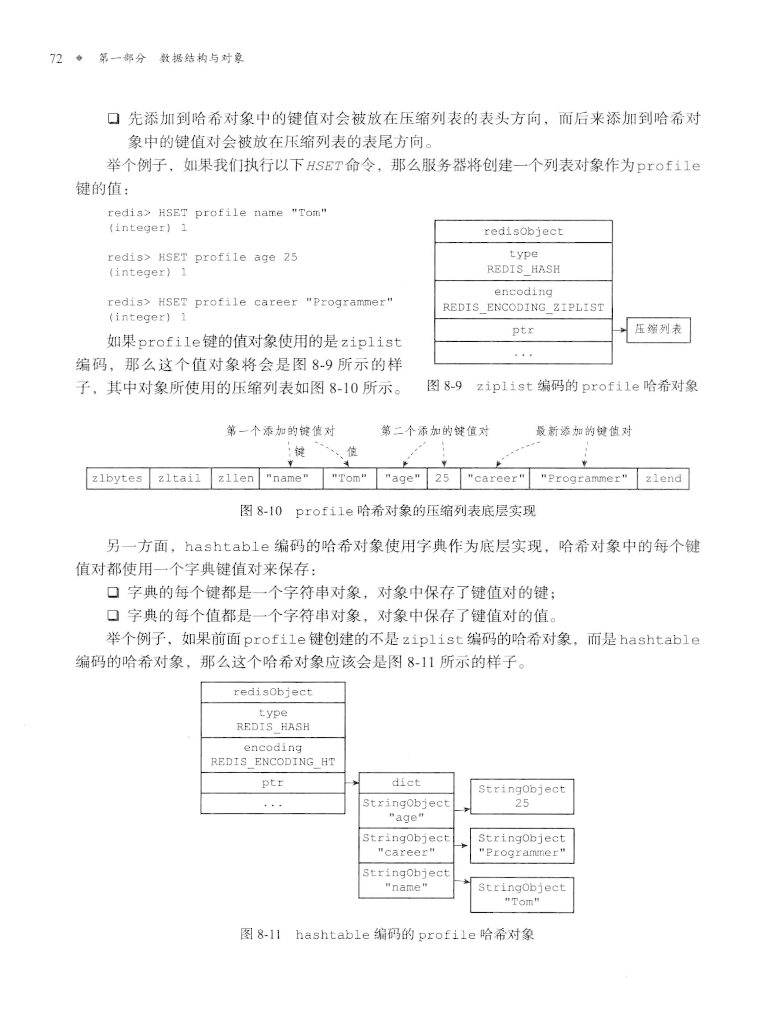 72 ◆ 第一部分 数据结构与对象
❑ 先添加到哈希对象中的键值对会被放在压缩列表的表头方向，而后来添加到哈希对
象中的键值对会被放在压缩列表的表尾方向。
举个例子，如果我们执行以下HSET命令，那么服务器将创建一个列表对象作为profile
键的值：
redis> HSET profile name "Tom"
(integer) 1
redis> HSET profile age 25
(integer) 1
redis> HSET profile career "Programmer"
(integer) 1
如果profile键的值对象使用的是ziplist
编码，那么这个值对象将会是图 8-9 所示的样
子，其中对象所使用的压缩列表如图 8-10 所示。
redisObject
type
REDIS_HASH
encoding
REDIS_ENCODING_ZIPLIST
ptr
压缩列表
...
图 8-9 ziplist 编码的 profile 哈希对象
第一个添加的键值对 第二个添加的键值对 最新添加的键值对
键 值
zlbytes zltail zllen "name" "Tom" "age" 25 "career" "Programmer" zlend
图 8-10 profile 哈希对象的压缩列表底层实现
另一方面，hashtable 编码的哈希对象使用字典作为底层实现，哈希对象中的每个键
值对都使用一个字典键值对来保存：
❑ 字典的每个键都是一个字符串对象，对象中保存了键值对的键；
❑ 字典的每个值都是一个字符串对象，对象中保存了键值对的值。
举个例子，如果前面 profile 键创建的不是 ziplist 编码的哈希对象，而是 hashtable
编码的哈希对象，那么这个哈希对象应该会是图 8-11 所示的样子。
redisObject
type
REDIS_HASH
encoding
REDIS_ENCODING_HT
ptr
...
dict
StringObject
"age"
StringObject
"career"
StringObject
"name"
StringObject
25
StringObject
"Programmer"
StringObject
"Tom"
图 8-11 hashtable 编码的 profile 哈希对象